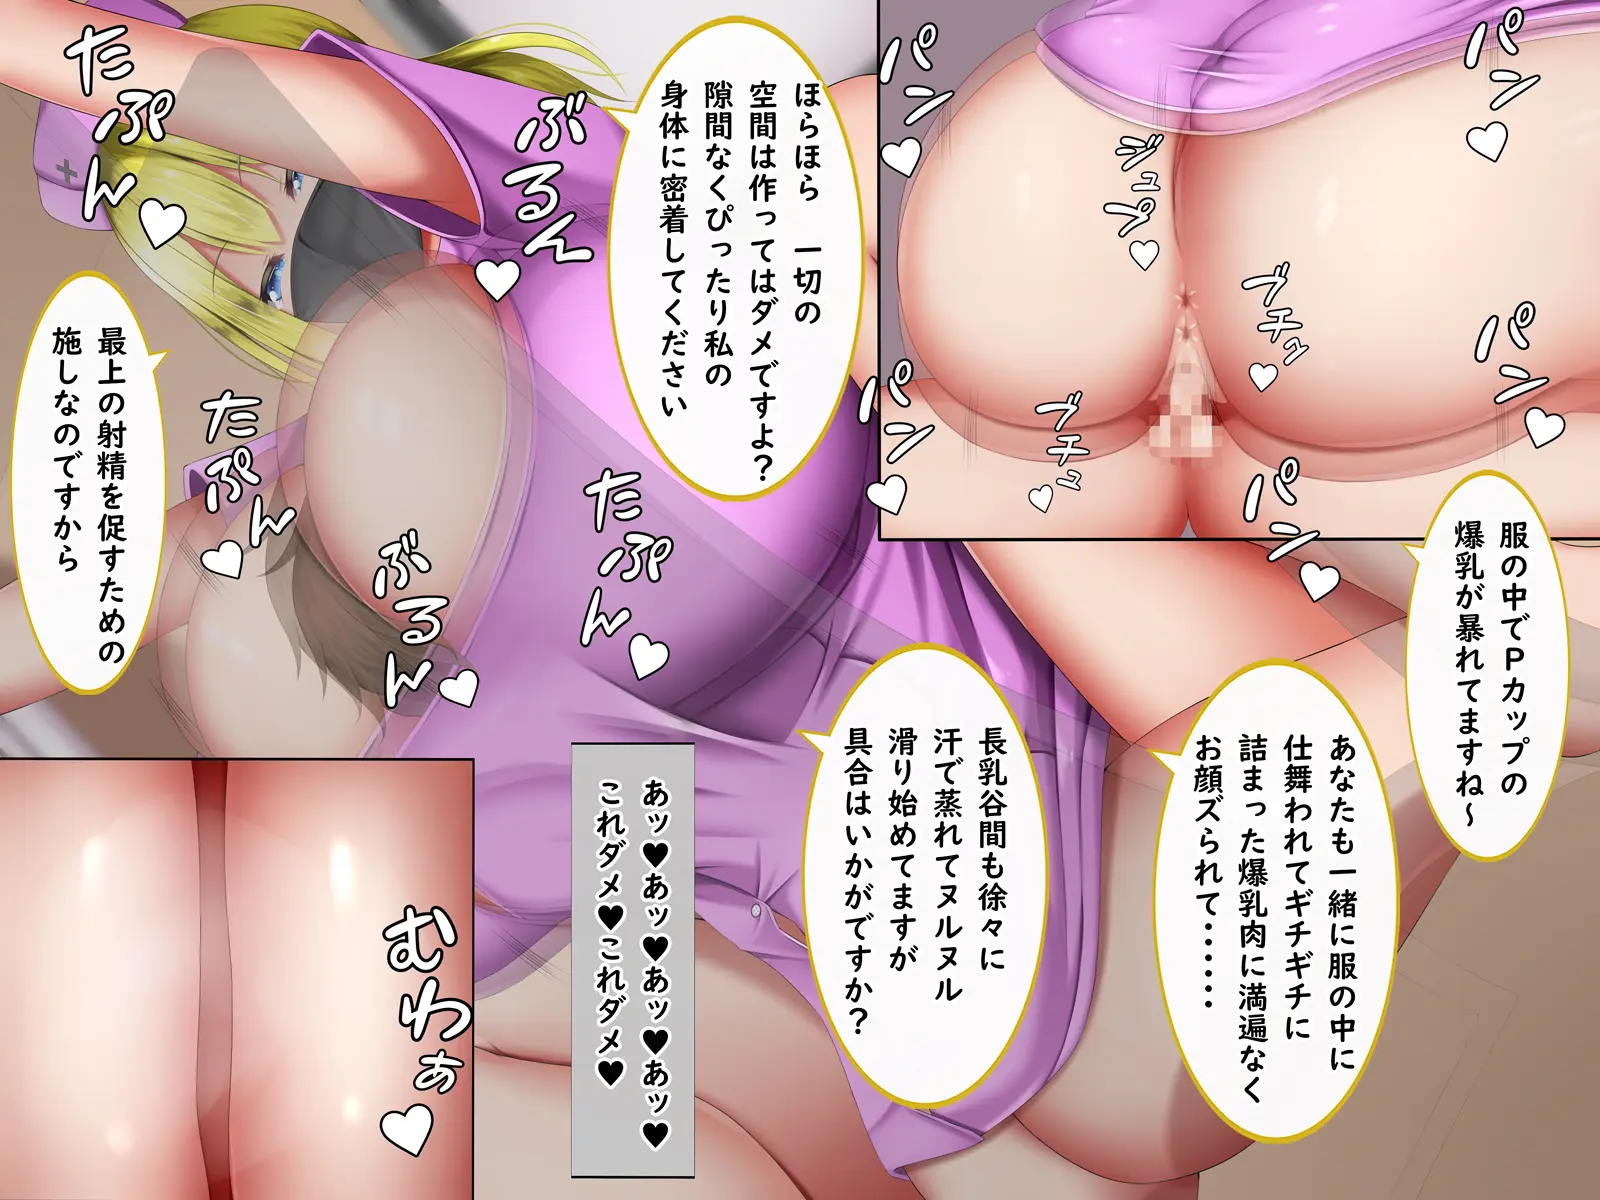 パン♡
パン♡
ジュプ♡
ブチュ♡
ブチュ♡
パン♡
パン♡
パン♡
ほらほら 一切の
空間は作ってはダメですよ?
隙間なくぴったり私の
身体に密着してください
たぷん♡
ぶるん♡
最上の射精を促すための
施しなのですから
たぷん♡
ぶるん♡
たぷん♡
服の中でPカップの
爆乳が暴れてますね~
あなたも一緒に服の中に
仕舞われてギチギチに
詰まった爆乳肉に満遍なく
お顔ズられて・・・・・・
長乳谷間も徐々に
汗で蒸れてヌルヌル
滑り始めてますが
具合はいかがですか?
あッ♥あッ♥あッ♥あッ♥
これダメ♥これダメ♥
むわぁ♡